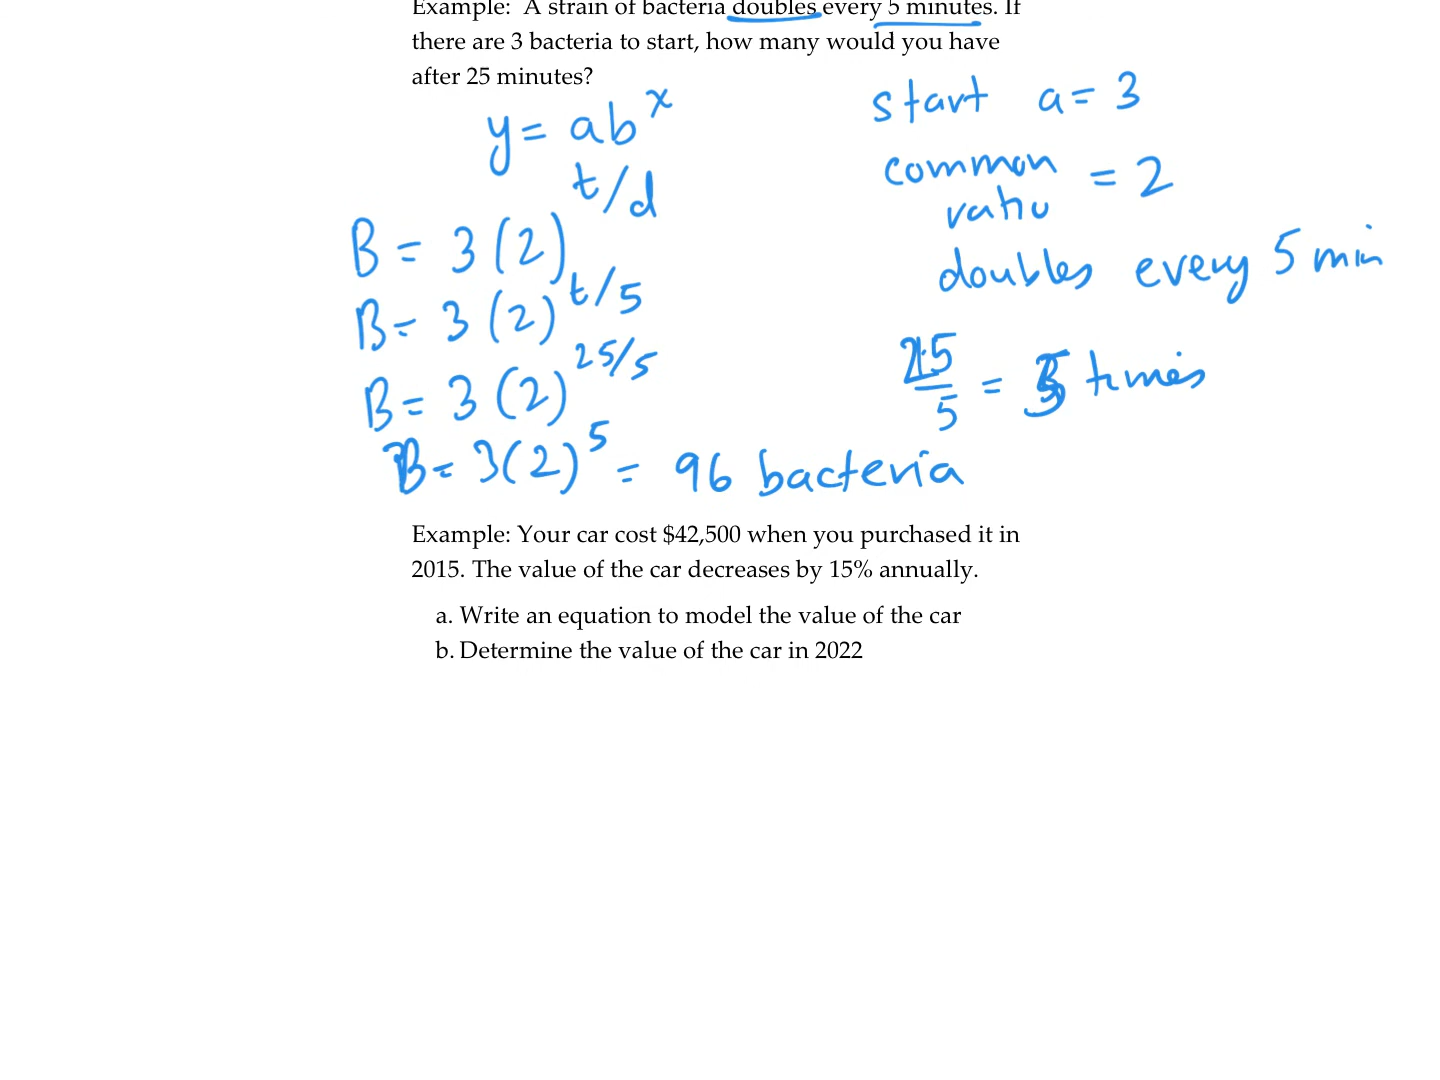 Example: A strain of bacteria doubles every 5 minutes. If
there are 3 bacteria to start, how many would you have
after 25 minutes?
y = ab^x
start a = 3
common ratio = 2
t/d
B = 3(2)
doubles every 5 min
B = 3(2)^t/5
B = 3(2)^25/5
25/5 = 5 times
B = 3(2)^5 = 96 bacteria
Example: Your car cost $42,500 when you purchased it in
2015. The value of the car decreases by 15% annually.
a. Write an equation to model the value of the car
b. Determine the value of the car in 2022